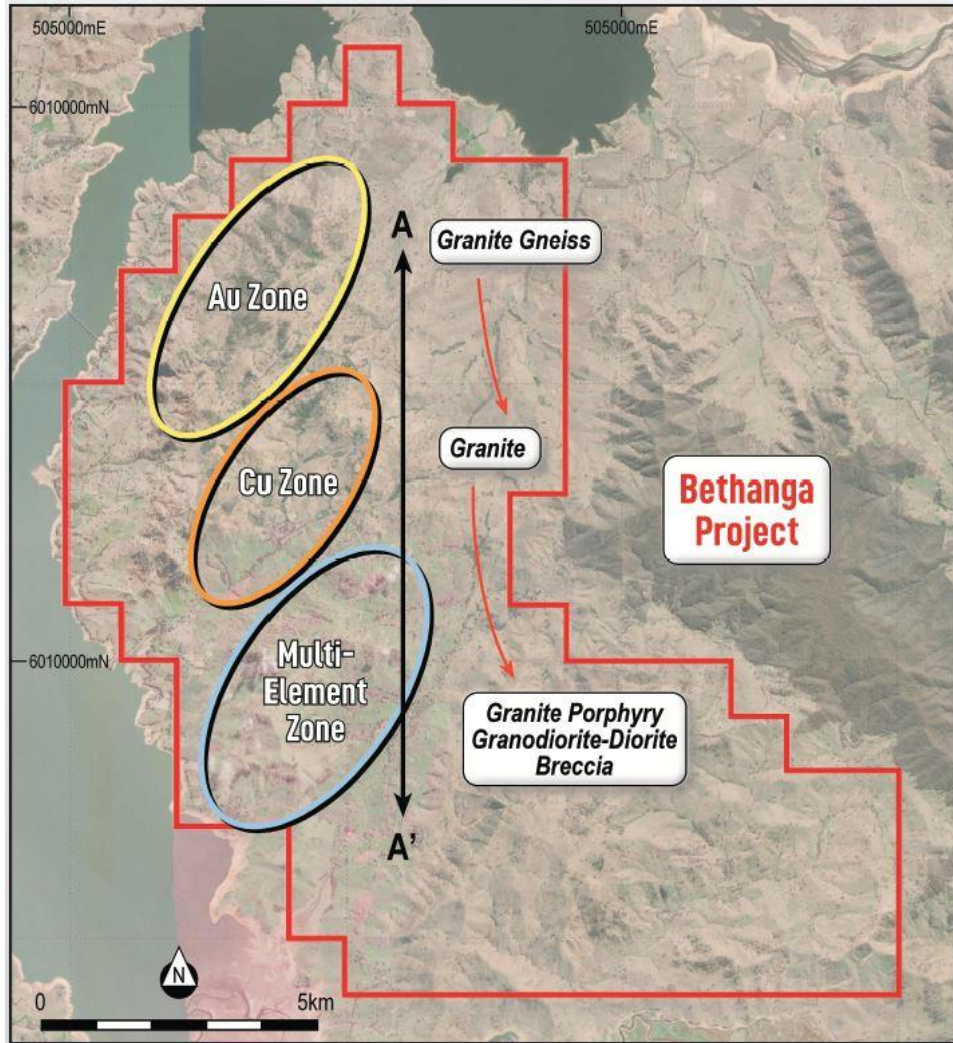 505000mE
505000mE
6010000mN
A
Granite Gneiss
Au Zone
Granite
Cu Zone
Bethanga
Project
6010000mN
Multi-
Element
Zone
Granite Porphyry
Granodiorite-Diorite
Breccia
A'
N
0
5km